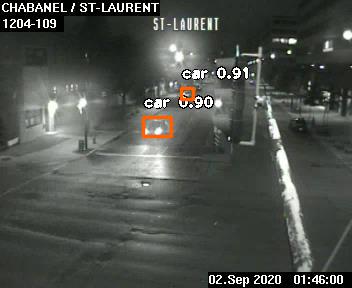 CHABANEL / ST-LAURENT
1204-109
ST-LAURENT
car 0.91
car 0.90
02.Sep 2020 01:46:00